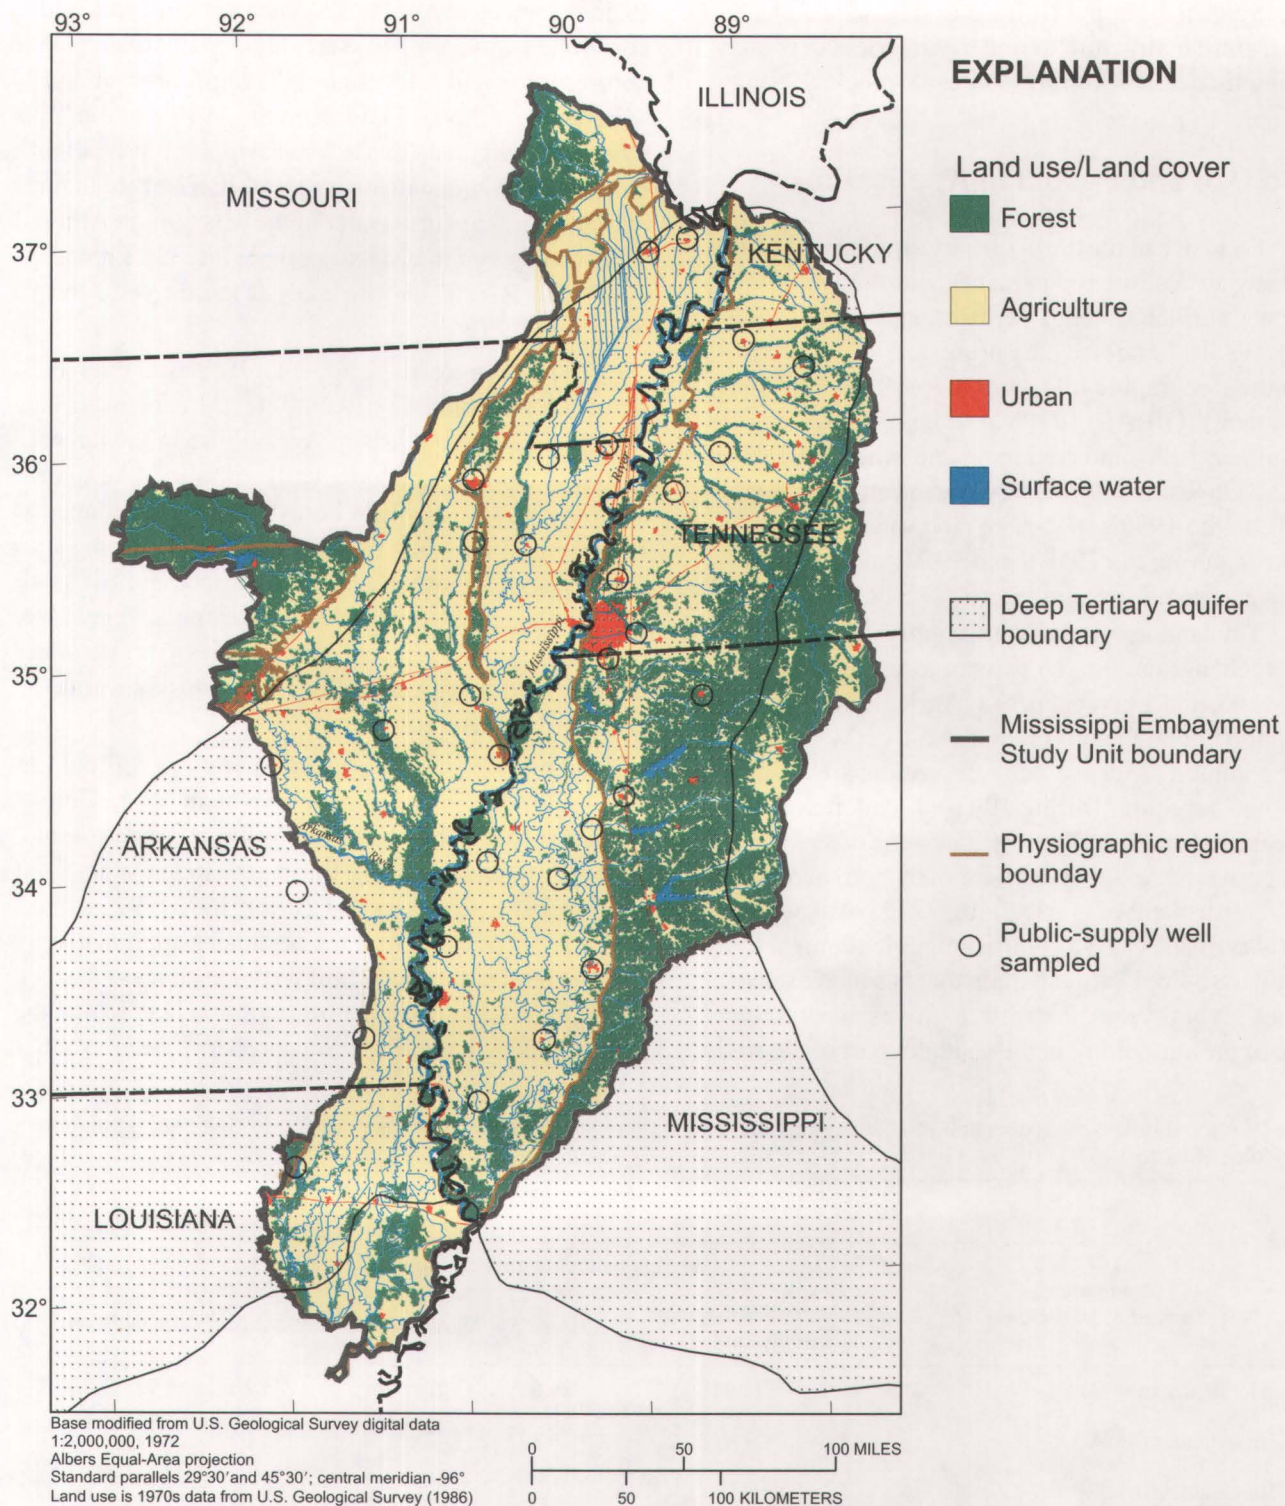 93° 92° 91° 90° 89°
EXPLANATION
ILLINOIS
Land use/Land cover
MISSOURI
Forest
37°
KENTUCKY
Agriculture
Urban
36°
River
Surface water
TENNESSEE
Deep Tertiary aquifer
boundary
Mississippi
35°
Mississippi Embayment
Study Unit boundary
Arkansas
River
ARKANSAS
Physiographic region
bounday
34°
Public-supply well
sampled
33°
MISSISSIPPI
LOUISIANA
32°
Base modified from U.S. Geological Survey digital data
1:2,000,000, 1972
Albers Equal-Area projection
Standard parallels 29°30′and 45°30′; central meridian -96°
Land use is 1970s data from U.S. Geological Survey (1986)
0 50 100 MILES
0 50 100 KILOMETERS